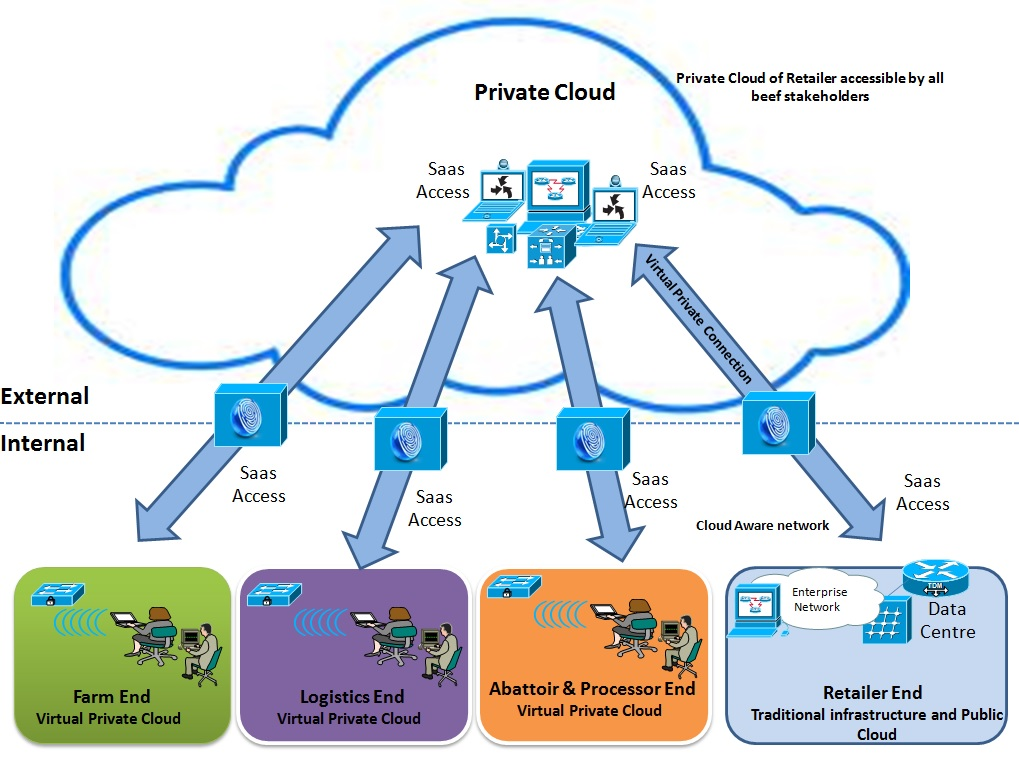 Private Cloud
Private Cloud of Retailer accessible by all
beef stakeholders
Saas
Access
Saas
Access
Virtual Private Connection
External
Internal
Saas
Access
Saas
Access
Saas
Access
Saas
Access
Cloud Aware network
Farm End
Virtual Private Cloud
Logistics End
Virtual Private Cloud
Abattoir & Processor End
Virtual Private Cloud
Enterprise
Network
TDM
Data
Centre
Retailer End
Traditional infrastructure and Public
Cloud